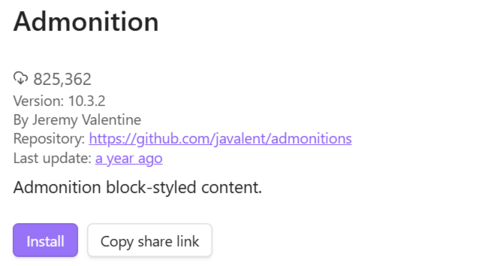 Admonition
825,362
Version: 10.3.2
By Jeremy Valentine
Repository: https://github.com/javalent/admonitions
Last update: a year ago
Admonition block-styled content.
Install
Copy share link